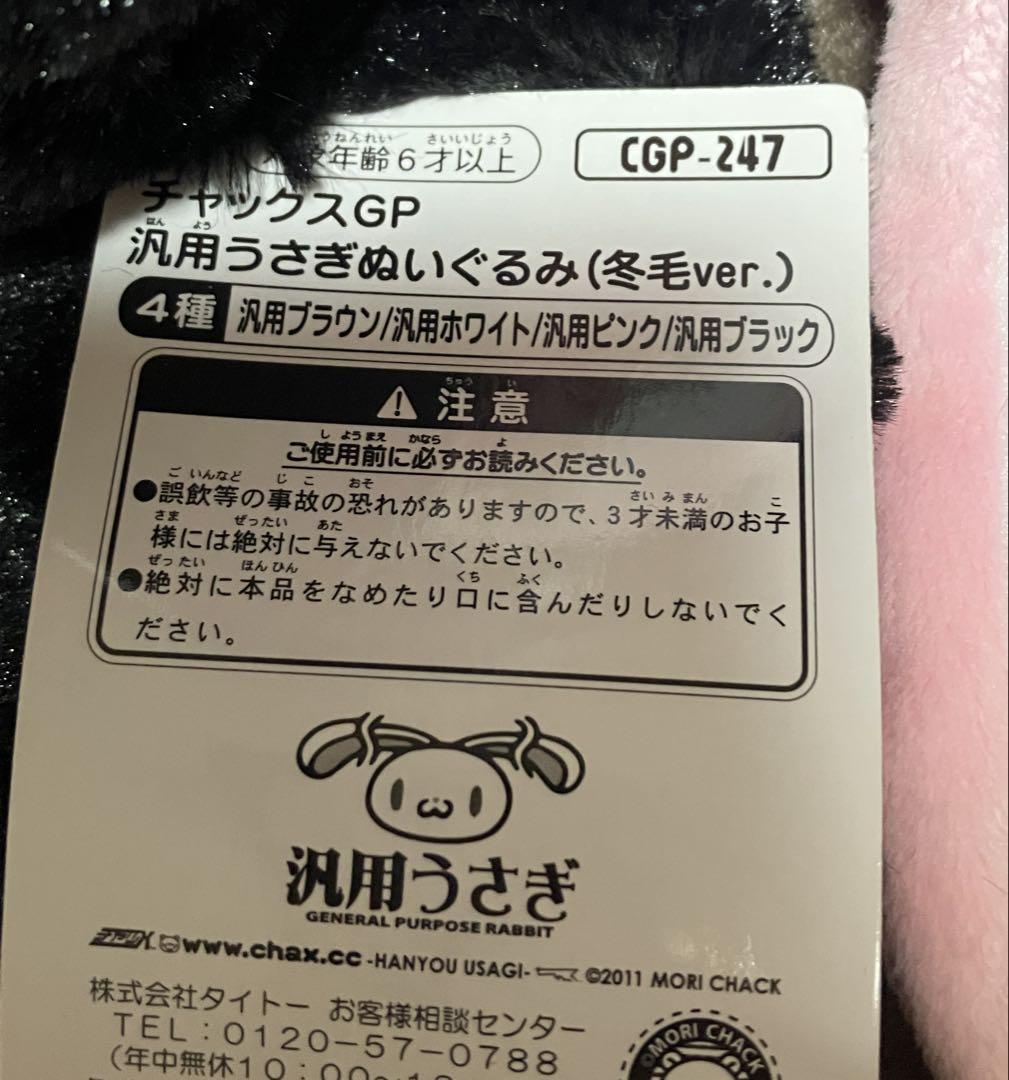 年齢6才以上
CGP-247
チャックスGP
汎用うさぎぬいぐるみ(冬毛ver.)
4種 汎用ブラウン/汎用ホワイト/汎用ピンク/汎用ブラック
注意
ご使用前に必ずお読みください。
●誤飲等の事故の恐れがありますので、3才未満のお子
様には絶対に与えないでください。
●絶対に本品をなめたり口に含んだりしないでく
ださい。
汎用うさぎ
GENERAL PURPOSE RABBIT
www.chax.cc -HANYOU USAGI- ©2011 MORI CHACK
株式会社タイトー お客様相談センター
TEL:0120-57-0788
(年中無休10:00~
©MORI CHACK